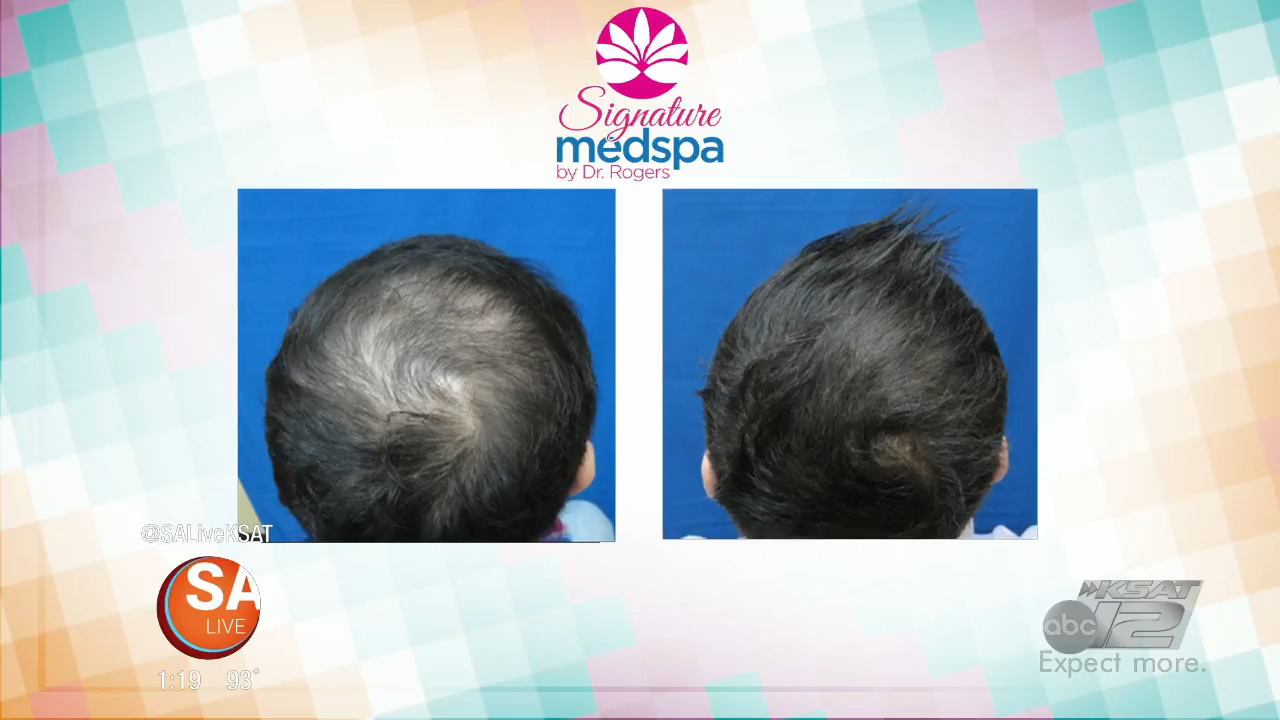 Signature
medspa
by Dr. Rogers
@SALiveKSAT
SA
LIVE
1:19 93°
KSAT
abc 12
Expect more.